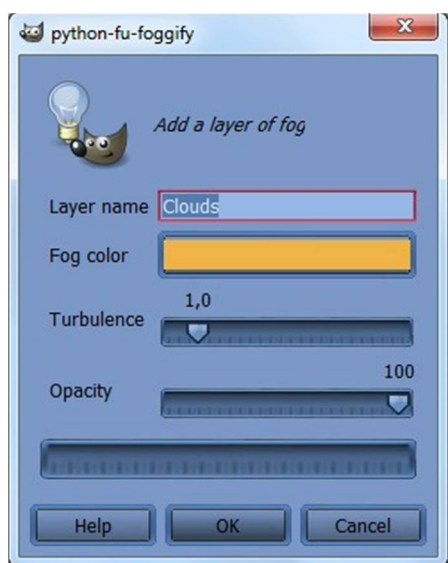 python-fu-foggify
Add a layer of fog
Layer name Clouds
Fog color
1,0
Turbulence
100
Opacity
Help OK Cancel